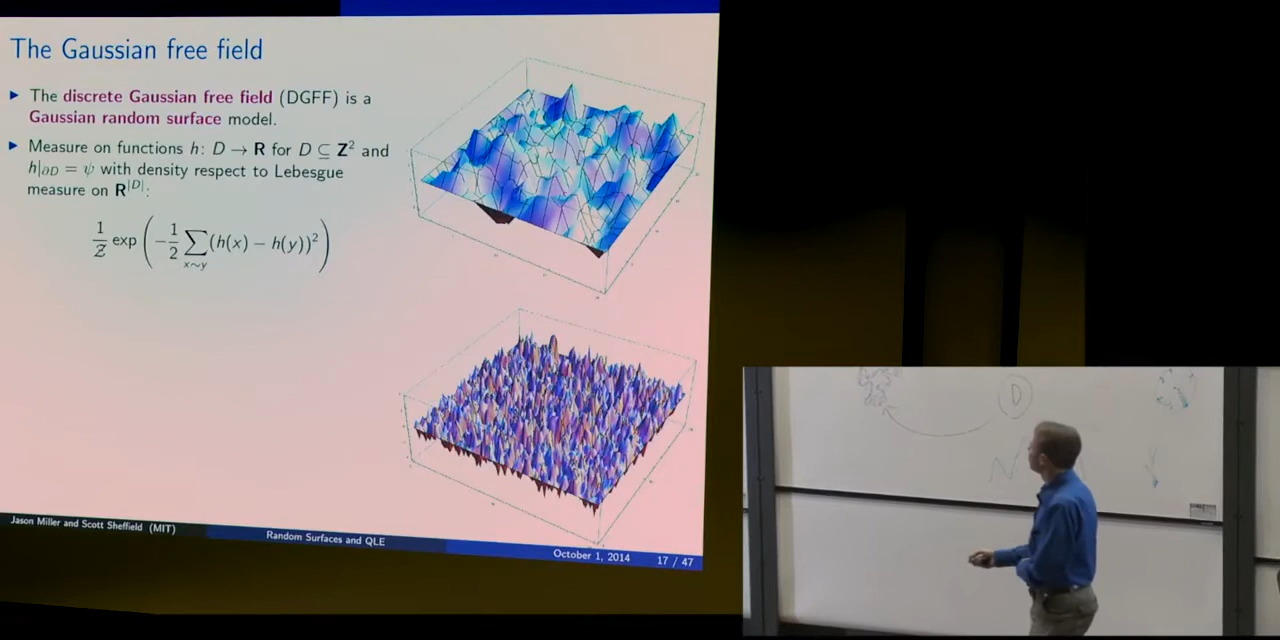 The Gaussian free field
The discrete Gaussian free field (DGFF) is a
Gaussian random surface model.
Measure on functions h: D → R for D ⊆ Z² and
h|∂D = ψ with density respect to Lebesgue
measure on R^|D|:
1/Z exp(−1/2 ∑x∼y (h(x) − h(y))²)
Jason Miller and Scott Sheffield (MIT)
Random Surfaces and QLE
October 1, 2014
17 / 47
D